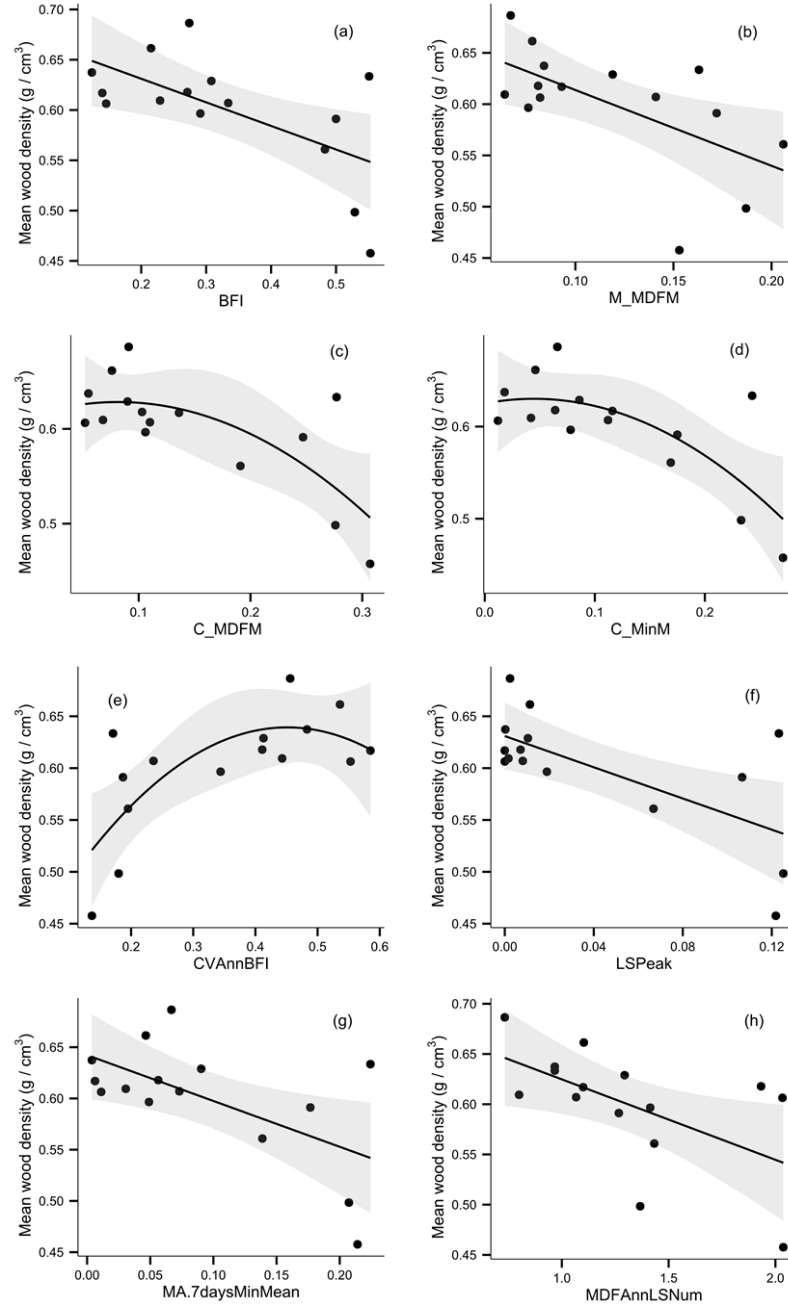 (a)
Mean wood density (g / cm³)
0.70
0.65
0.60
0.55
0.50
0.45
0.2 0.3 0.4 0.5
BFI
(b)
Mean wood density (g / cm³)
0.65
0.60
0.55
0.50
0.45
0.10 0.15 0.20
M_MDFM
(c)
Mean wood density (g / cm³)
0.6
0.5
0.1 0.2 0.3
C_MDFM
(d)
Mean wood density (g / cm³)
0.6
0.5
0.0 0.1 0.2
C_MinM
(e)
Mean wood density (g / cm³)
0.65
0.60
0.55
0.50
0.45
0.2 0.3 0.4 0.5 0.6
CVAnnBFI
(f)
Mean wood density (g / cm³)
0.65
0.60
0.55
0.50
0.45
0.00 0.04 0.08 0.12
LSPeak
(g)
Mean wood density (g / cm³)
0.65
0.60
0.55
0.50
0.45
0.00 0.05 0.10 0.15 0.20
MA.7daysMinMean
(h)
Mean wood density (g / cm³)
0.70
0.65
0.60
0.55
0.50
0.45
1.0 1.5 2.0
MDFAnnLSNum